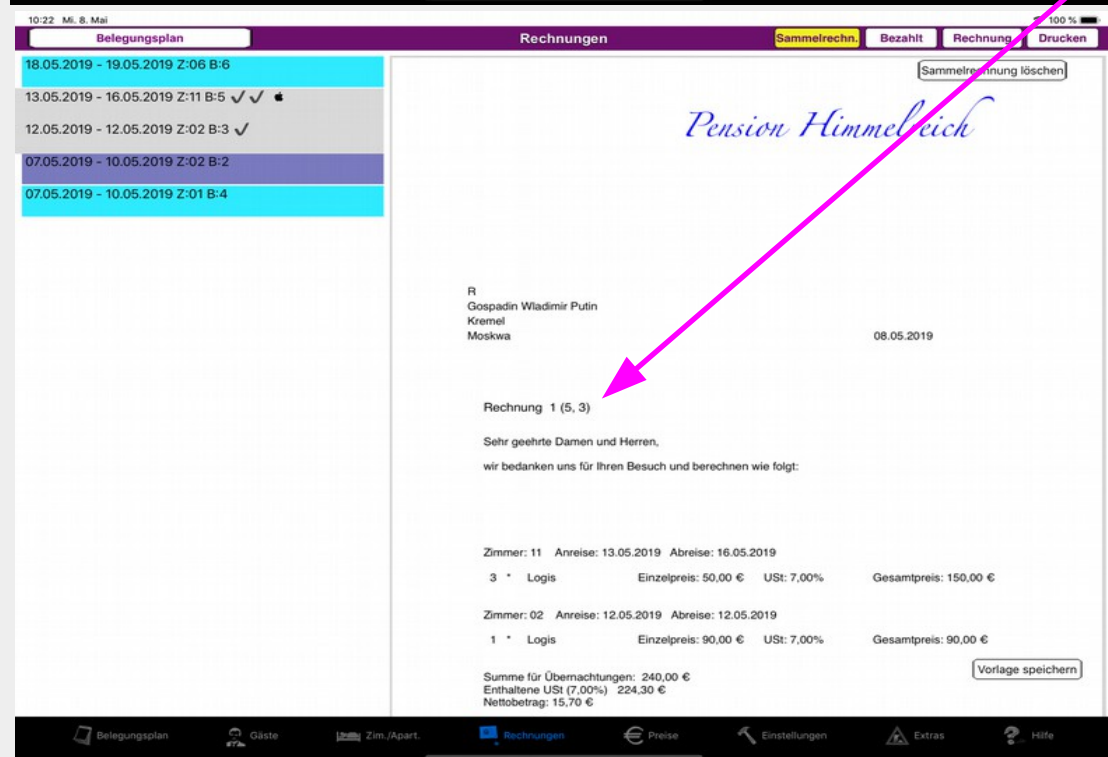 10:22 Mi. 8. Mai 100 %
Belegungsplan Rechnungen Sammelrechn. Bezahlt Rechnung Drucken
18.05.2019 - 19.05.2019 Z:06 B:6
13.05.2019 - 16.05.2019 Z:11 B:5 ✓ ✓
12.05.2019 - 12.05.2019 Z:02 B:3 ✓
07.05.2019 - 10.05.2019 Z:02 B:2
07.05.2019 - 10.05.2019 Z:01 B:4
Sammelrechnung löschen
Pension Himmelreich
R
Gospadin Wladimir Putin
Kremel
Moskwa 08.05.2019
Rechnung 1 (5, 3)
Sehr geehrte Damen und Herren,
wir bedanken uns für Ihren Besuch und berechnen wie folgt:
Zimmer: 11 Anreise: 13.05.2019 Abreise: 16.05.2019
3 * Logis Einzelpreis: 50,00 € USt: 7,00% Gesamtpreis: 150,00 €
Zimmer: 02 Anreise: 12.05.2019 Abreise: 12.05.2019
1 * Logis Einzelpreis: 90,00 € USt: 7,00% Gesamtpreis: 90,00 €
Vorlage speichern
Summe für Übernachtungen: 240,00 €
Enthaltene USt (7,00%) 224,30 €
Nettobetrag: 15,70 €
Belegungsplan Gäste Zim./Apart. Rechnungen Preise Einstellungen Extras Hilfe